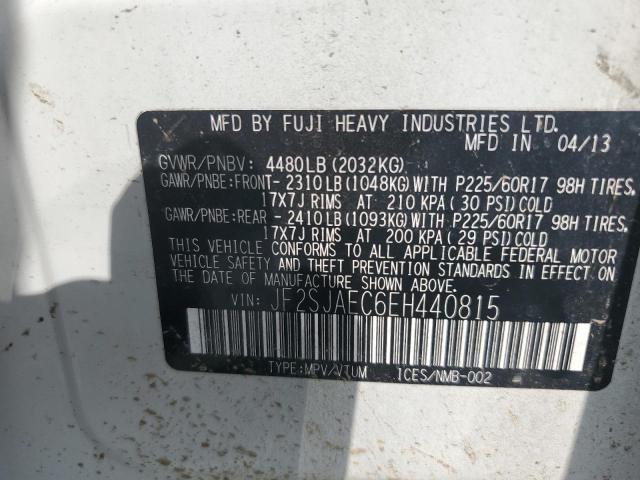 MFD BY FUJI HEAVY INDUSTRIES LTD.
MFD IN 04/13
GVWR/PNBV: 4480LB (2032KG)
GAWR/PNBE:FRONT- 2310LB(1048KG)WITH P225/60R17 98H TIRES,
17X7J RIMS AT 210 KPA( 30 PSI)COLD
GAWR/PNBE:REAR - 2410LB(1093KG)WITH P225/60R17 98H TIRES,
17X7J RIMS AT 200 KPA( 29 PSI)COLD
THIS VEHICLE CONFORMS TO ALL APPLICABLE FEDERAL MOTOR
VEHICLE SAFETY AND THEFT PREVENTION STANDARDS IN EFFECT ON
THE DATE OF MANUFACTURE SHOWN ABOVE.
VIN: JF2SJAEC6EH440815
TYPE:MPV/VTUM ICES/NMB-002